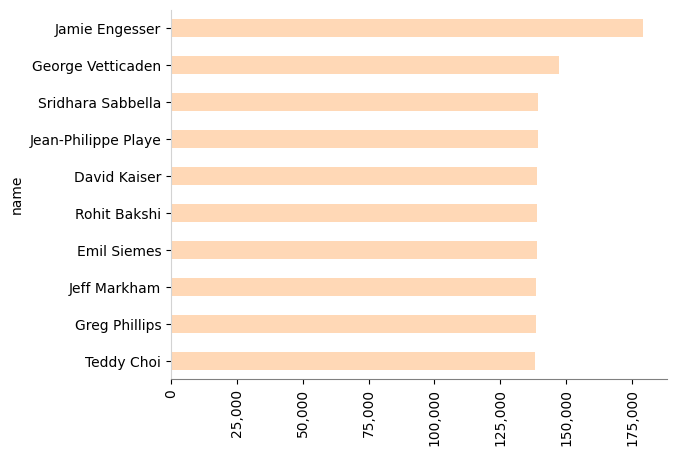 Jamie Engesser
George Vetticaden
Sridhara Sabbella
Jean-Philippe Playe
David Kaiser
Rohit Bakshi
Emil Siemes
Jeff Markham
Greg Phillips
Teddy Choi
name
0
25,000
50,000
75,000
100,000
125,000
150,000
175,000